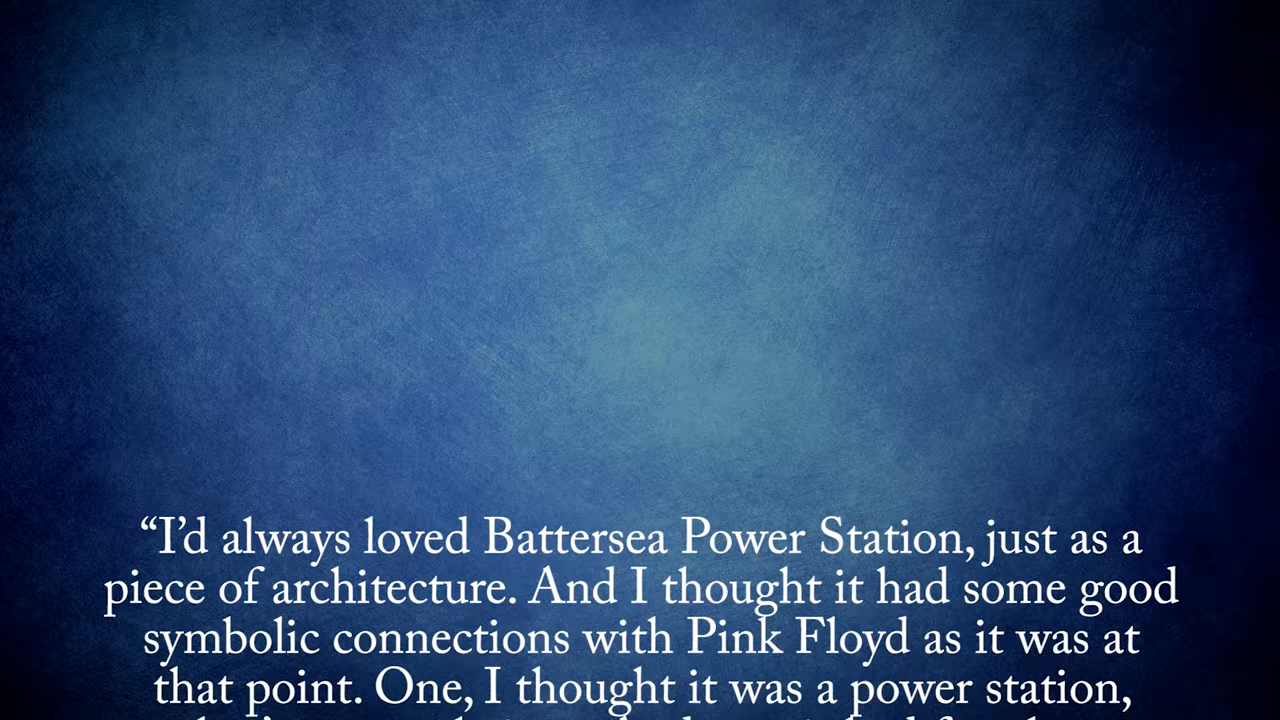 “I’d always loved Battersea Power Station, just as a
piece of architecture. And I thought it had some good
symbolic connections with Pink Floyd as it was at
that point. One, I thought it was a power station,